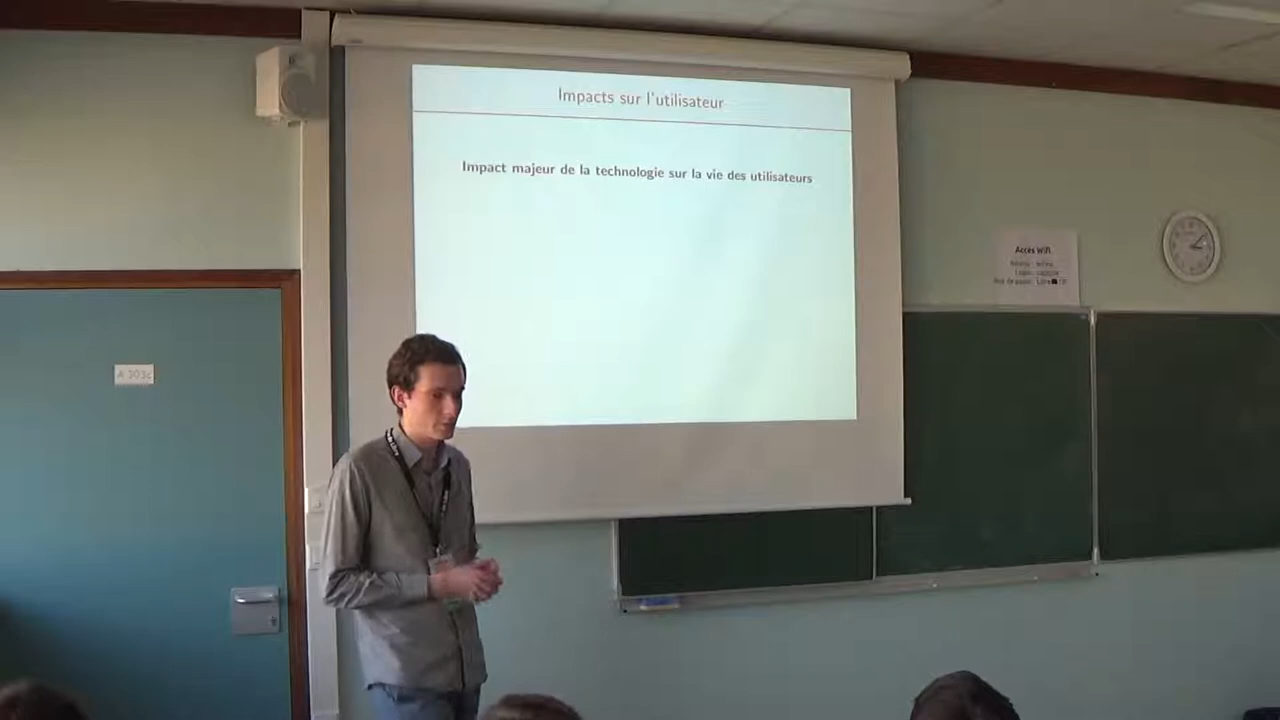 Impacts sur l'utilisateur
Impact majeur de la technologie sur la vie des utilisateurs
Accès Wifi
A 303c